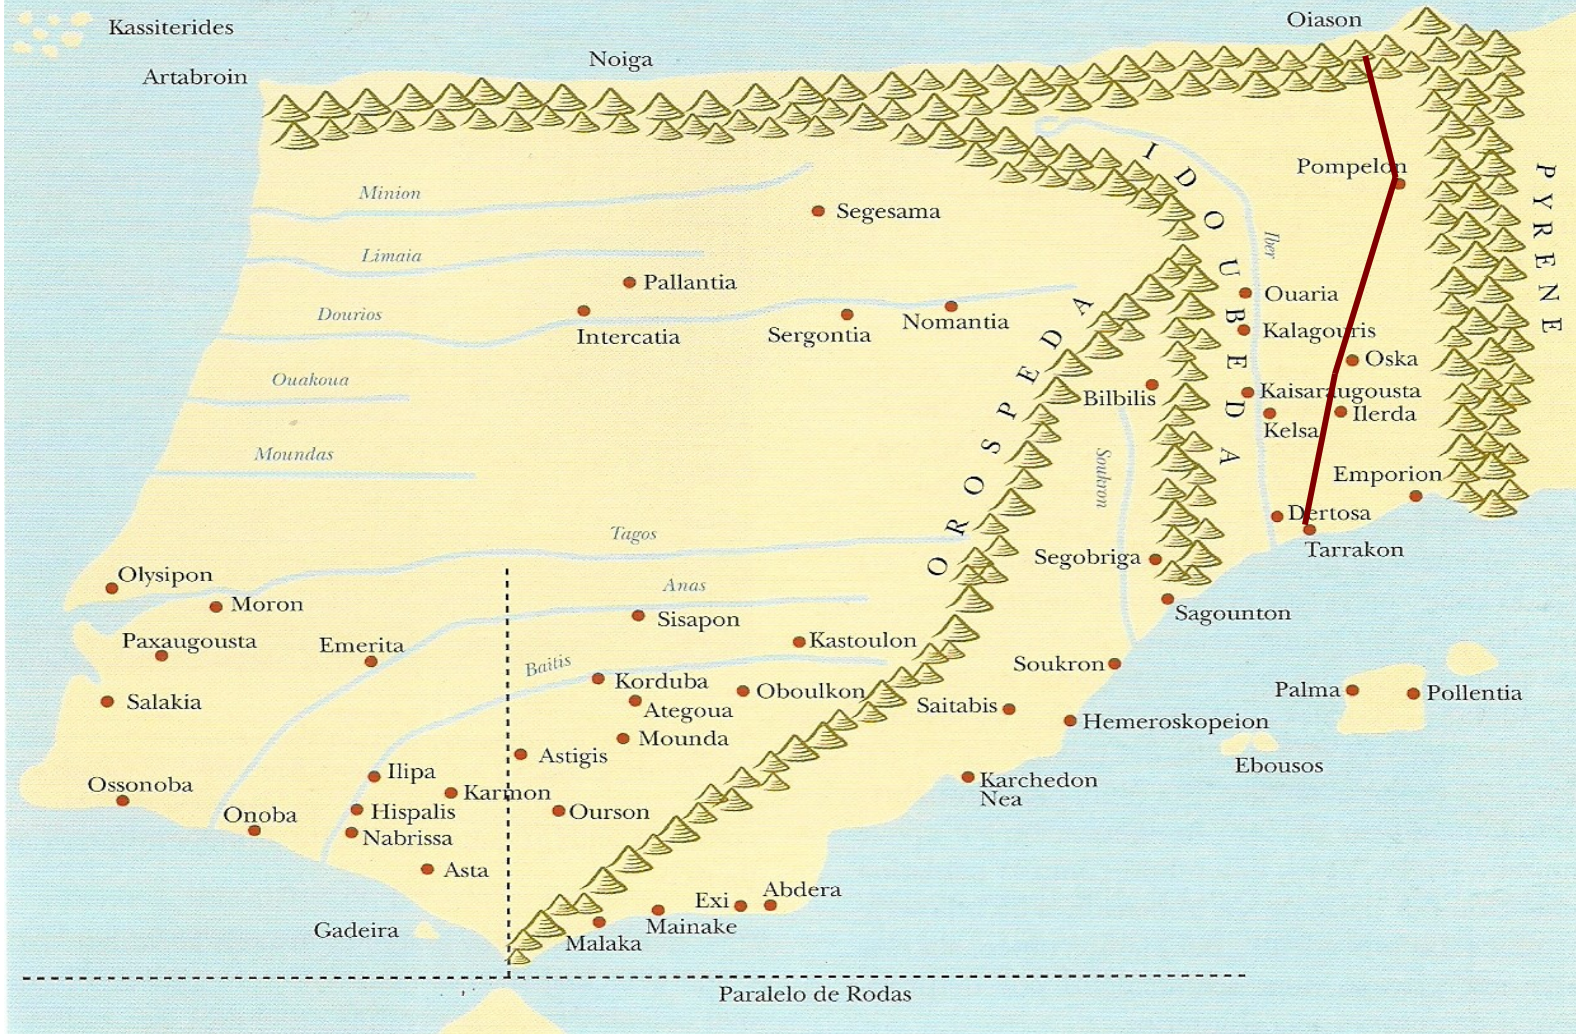 Kassiterides
Oiason
Artabroin
Noiga
PYRENE
IDOUBEDA
Pompelon
Minion
Segesama
Iber
Limaia
Pallantia
Ouaria
Dourios
Intercatia
Sergontia
Nomantia
Kalagouris
Oska
OROSPEDA
Ouakoua
Bilbilis
Kaisaraugousta
Ilerda
Kelsa
Moundas
Soukron
Emporion
Dertosa
Tarrakon
Tagos
Segobriga
Olysipon
Moron
Anas
Sisapon
Sagounton
Paxaugousta
Emerita
Kastoulon
Baitis
Soukron
Korduba
Oboulkon
Palma
Pollentia
Salakia
Ategoua
Saitabis
Hemeroskopeion
Mounda
Astigis
Ebousos
Ilipa
Ossonoba
Karmon
Karchedon
Nea
Onoba
Hispalis
Ourson
Nabrissa
Asta
Exi
Abdera
Gadeira
Malaka
Mainake
Paralelo de Rodas